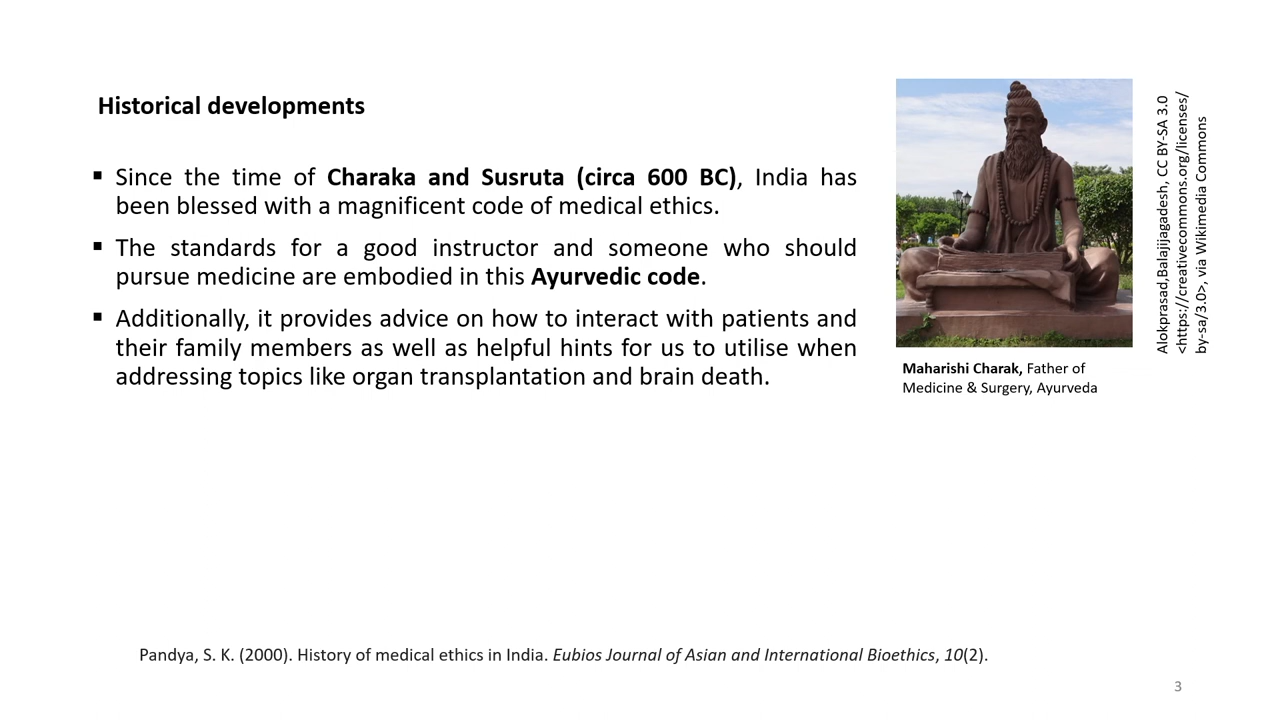 Historical developments
▪ Since the time of Charaka and Susruta (circa 600 BC), India has
been blessed with a magnificent code of medical ethics.
▪ The standards for a good instructor and someone who should
pursue medicine are embodied in this Ayurvedic code.
▪ Additionally, it provides advice on how to interact with patients and
their family members as well as helpful hints for us to utilise when
addressing topics like organ transplantation and brain death.
Maharishi Charak, Father of
Medicine & Surgery, Ayurveda
Alokprasad,Balajijagadesh, CC BY-SA 3.0
<https://creativecommons.org/licenses/
by-sa/3.0>, via Wikimedia Commons
Pandya, S. K. (2000). History of medical ethics in India. Eubios Journal of Asian and International Bioethics, 10(2).
3